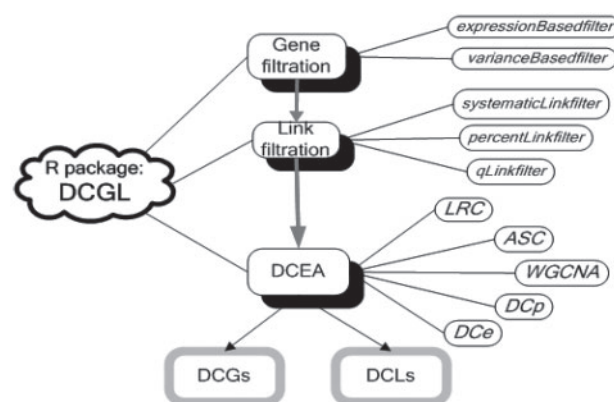 Gene
filtration
expressionBasedfilter
varianceBasedfilter
Link
filtration
systematicLinkfilter
percentLinkfilter
qLinkfilter
R package:
DCGL
DCEA
LRC
ASC
WGCNA
DCp
DCe
DCGs
DCLs